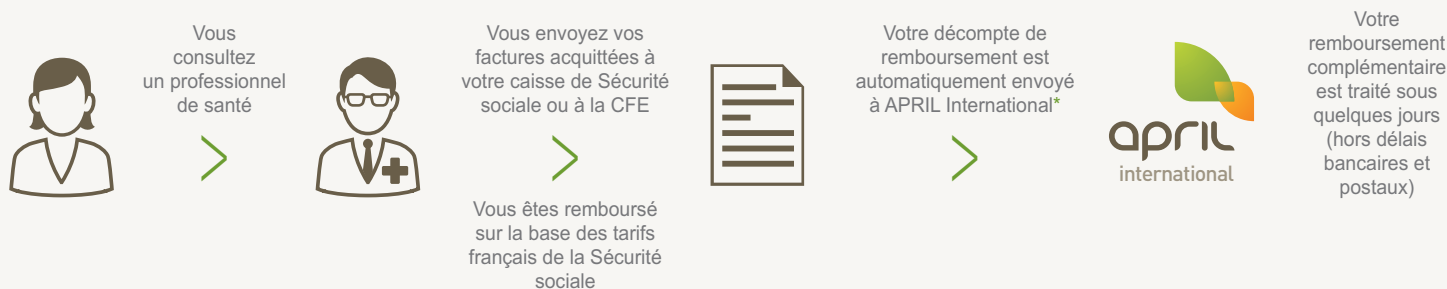 Vous
consultez
un professionnel
de santé
Vous envoyez vos
factures acquittées à
votre caisse de Sécurité
sociale ou à la CFE
Vous êtes remboursé
sur la base des tarifs
français de la Sécurité
sociale
Votre décompte de
remboursement est
automatiquement envoyé
à APRIL International*
april
international
Votre
remboursement
complémentaire
est traité sous
quelques jours
(hors délais
bancaires et
postaux)